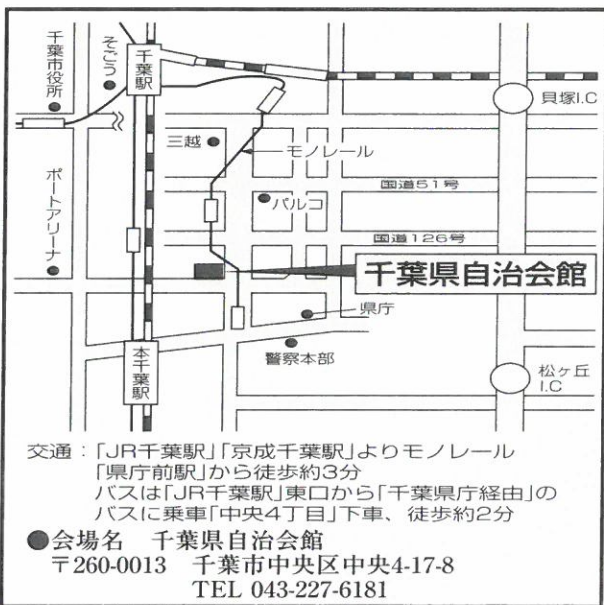 千葉市役所
そごう
千葉駅
貝塚I.C
三越
モノレール
国道51号
ポートアリーナ
パルコ
国道126号
千葉県自治会館
県庁
警察本部
本千葉駅
松ヶ丘
I.C
交通：「JR千葉駅」「京成千葉駅」よりモノレール
「県庁前駅」から徒歩約3分
バスは「JR千葉駅」東口から「千葉県庁経由」の
バスに乗車「中央4丁目」下車、徒歩約2分
●会場名　千葉県自治会館
〒260-0013　千葉市中央区中央4-17-8
TEL 043-227-6181